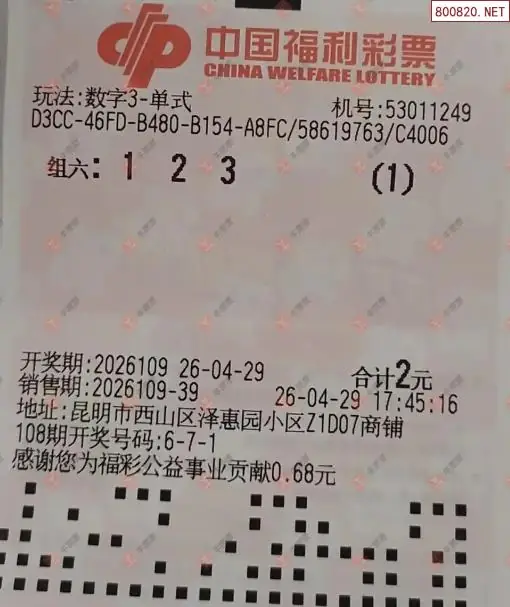 800820.NET
中国福利彩票
CHINA WELFARE LOTTERY
玩法:数字3-单式 机号:53011249
D3CC-46FD-B480-B154-A8FC/58619763/C4006
组六: 1 2 3 (1)
开奖期:2026109 26-04-29 合计2元
销售期:2026109-39 26-04-29 17:45:16
地址:昆明市西山区泽惠园小区Z1D07商铺
108期开奖号码:6-7-1
感谢您为福彩公益事业贡献0.68元